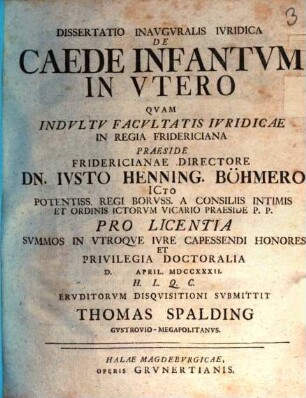 3
DISSERTATIO INAVGVRALIS IVRIDICA
DE
CAEDE INFANTVM
IN VTERO
QVAM
INDVLTV FACVLTATIS IVRIDICAE
IN REGIA FRIDERICIANA
PRAESIDE
FRIDERICIANAE DIRECTORE
DN. IVSTO HENNING. BÖHMERO
ICTO
POTENTISS. REGI BORVSS. A CONSILIIS INTIMIS
ET ORDINIS ICTORVM VICARIO PRAESIDE P. P.
PRO LICENTIA
SVMMOS IN VTROQVE IVRE CAPESSENDI HONORES
ET
PRIVILEGIA DOCTORALIA
D. APRIL. MDCCXXXII.
H. L. Q. C.
ERVDITORVM DISQVISITIONI SVBMITTIT
THOMAS SPALDING
GVSTROVIO-MEGAPOLITANVS.
HALAE MAGDEBVRGICAE,
OPERIS GRVNERTIANIS.